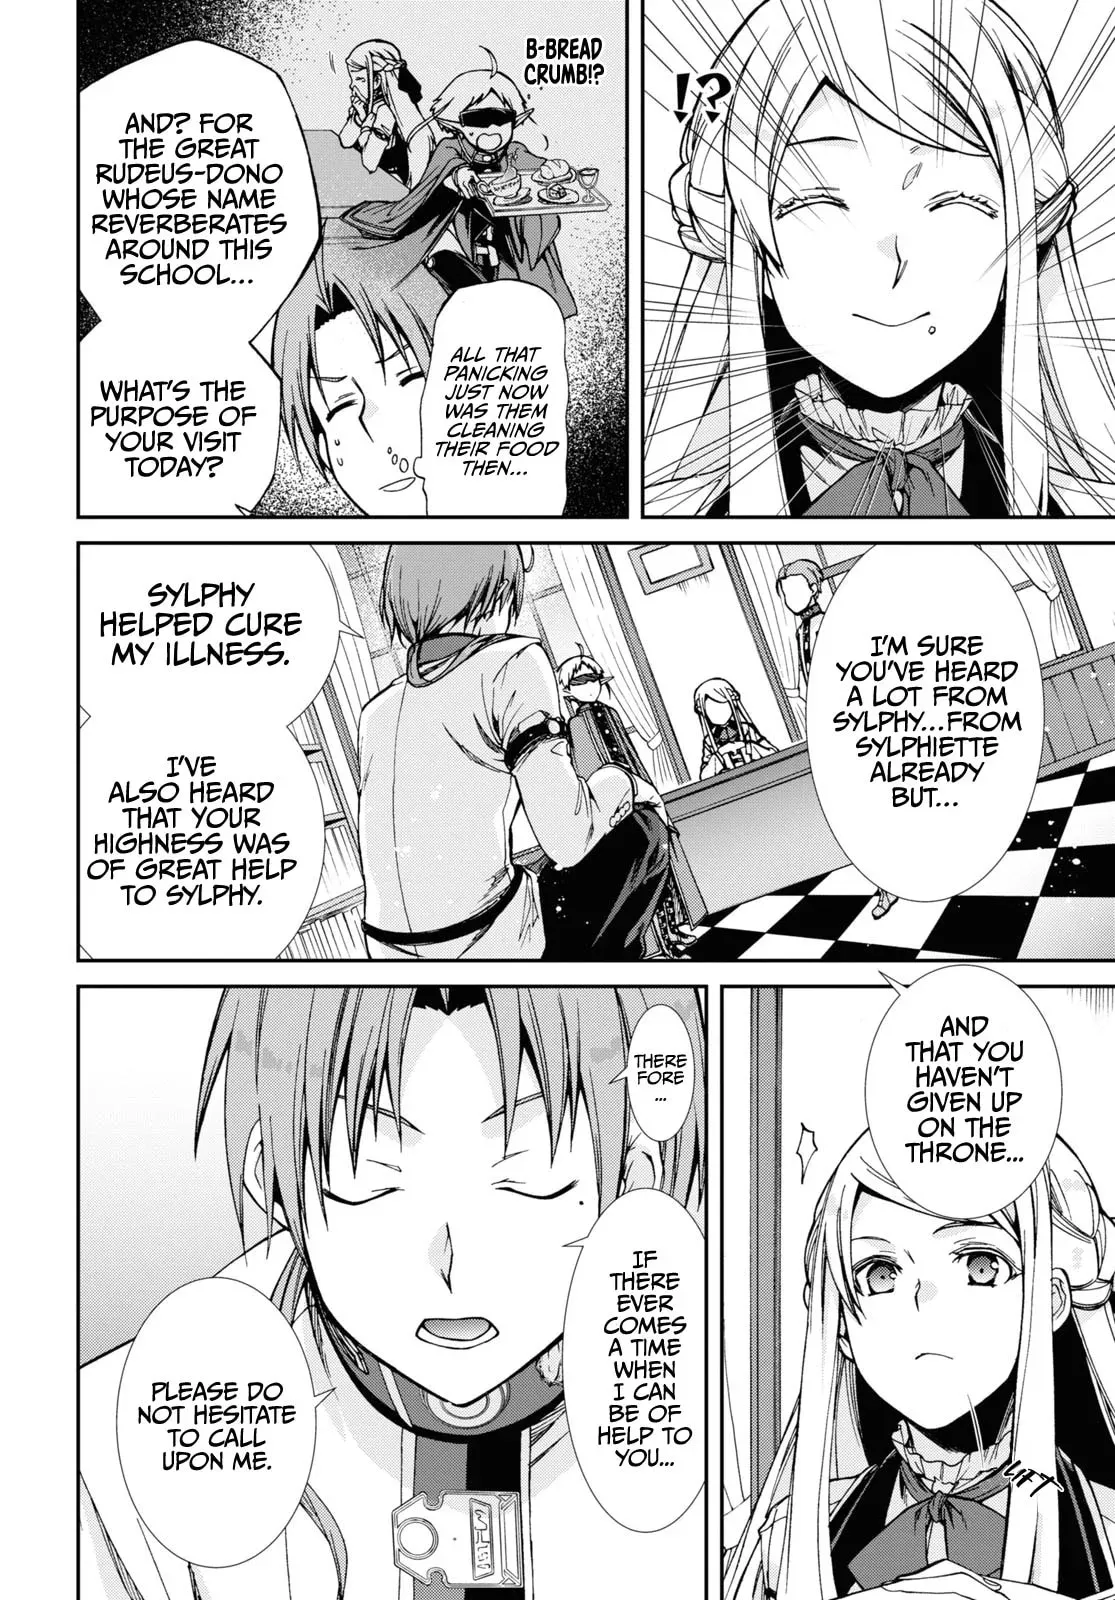 !?
B-BREAD
CRUMB!?
AND? FOR
THE GREAT
RUDEUS-DONO
WHOSE NAME
REVERBERATES
AROUND THIS
SCHOOL...
ALL THAT
PANICKING
JUST NOW
WAS THEM
CLEANING
THEIR FOOD
THEN...
WHAT'S THE
PURPOSE OF
YOUR VISIT
TODAY?
I'M SURE
YOU'VE HEARD
A LOT FROM
SYLPHY...FROM
SYLPHIETTE
ALREADY
BUT...
SYLPHY
HELPED CURE
MY ILLNESS.
I'VE
ALSO HEARD
THAT YOUR
HIGHNESS WAS
OF GREAT HELP
TO SYLPHY.
AND
THAT YOU
HAVEN'T
GIVEN UP
ON THE
THRONE...
LIFT
THERE
FORE
...
IF
THERE
EVER
COMES
A TIME
WHEN
I CAN
BE OF
HELP TO
YOU...
PLEASE DO
NOT HESITATE
TO CALL
UPON ME.